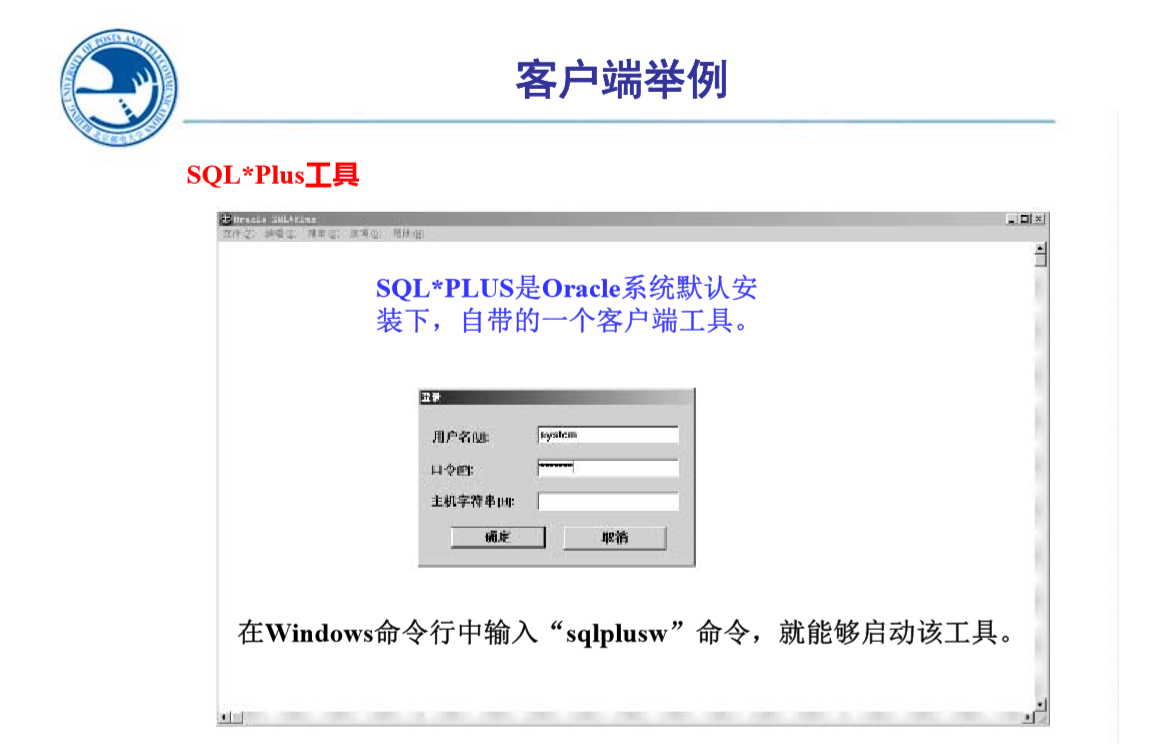 客户端举例
SQL*Plus工具
Oracle SQL*Plus
文件(F) 编辑(E) 搜索(S) 选项(O) 帮助(H)
SQL*PLUS是Oracle系统默认安
装下，自带的一个客户端工具。
登录
用户名(U): system
口令(P): *******
主机字符串(H):
确定 取消
在Windows命令行中输入“sqlplusw”命令，就能够启动该工具。